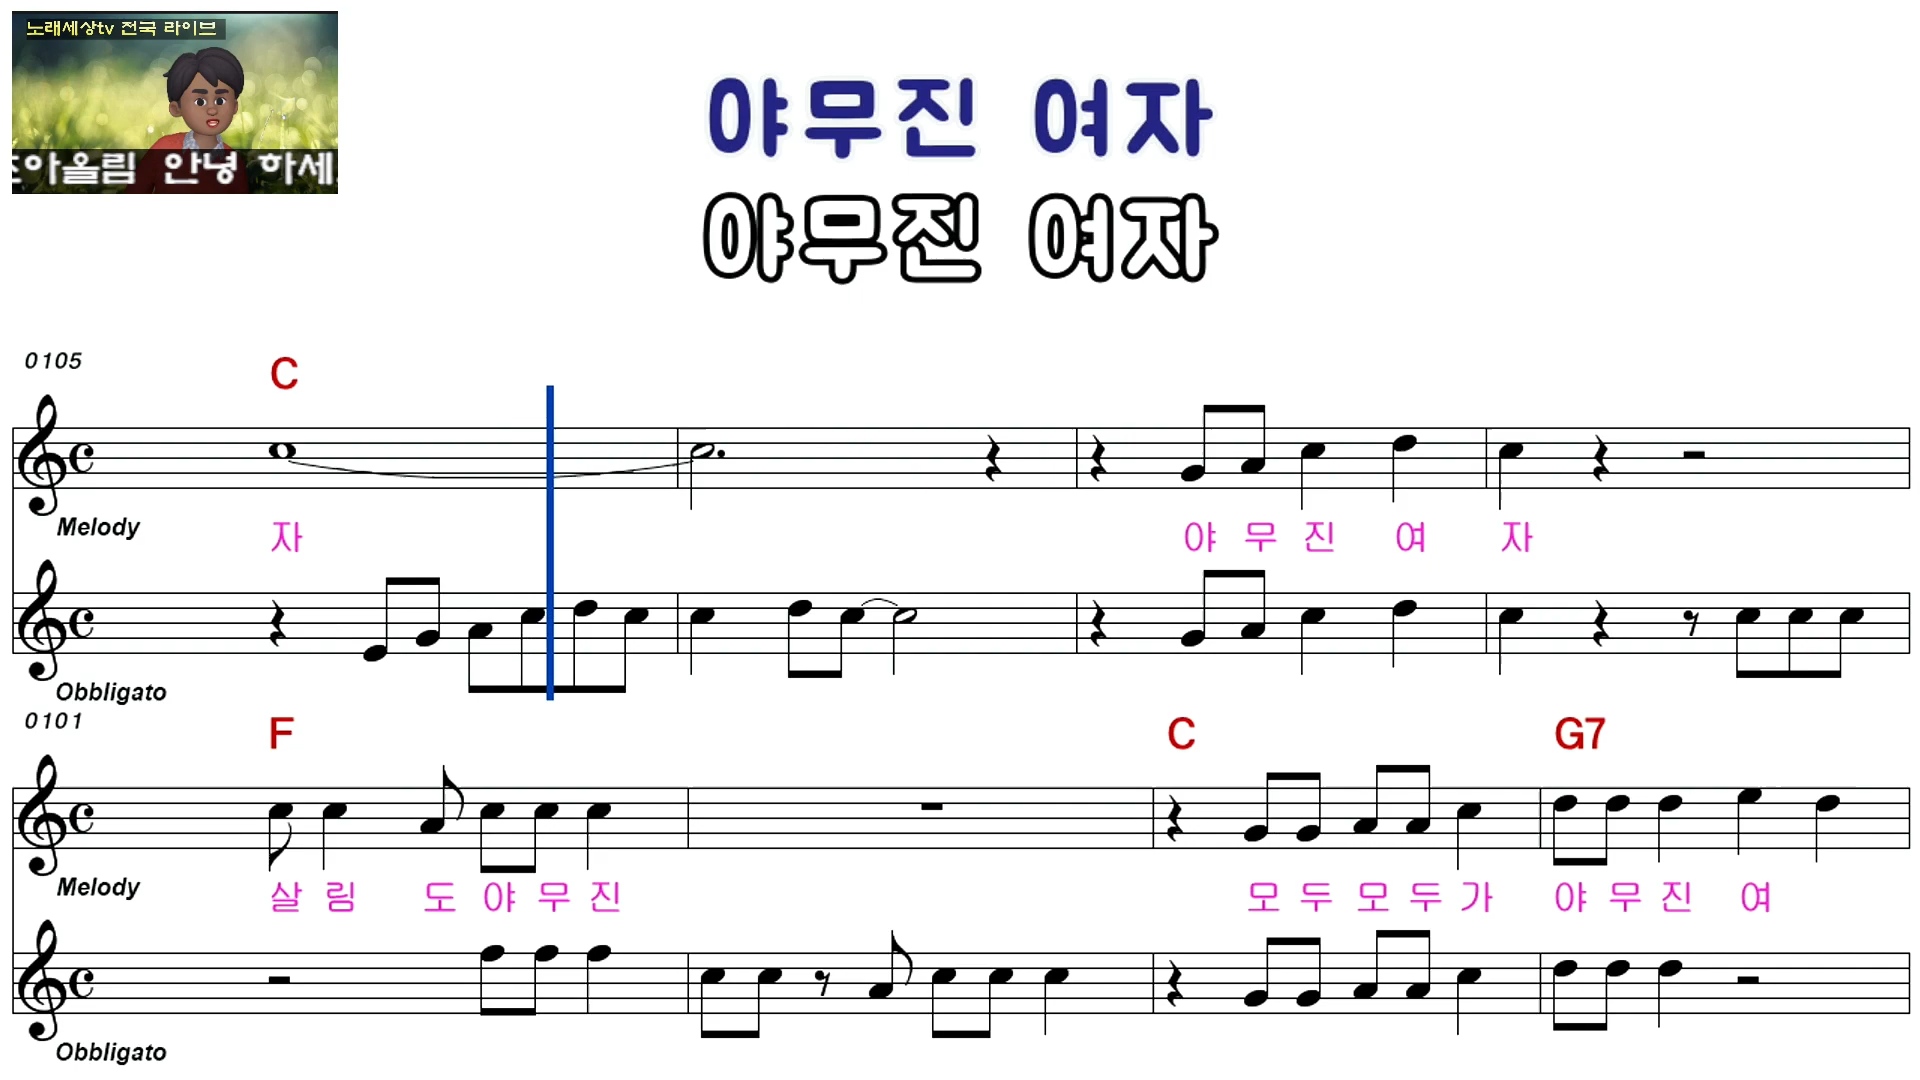 노래세상tv 전국 라이브
아올림 안녕 하세
야무진 여자
야무진 여자
0105
C
Melody
자 야 무 진 여 자
Obbligato
0101
F C G7
Melody
살 림 도 야 무 진 모 두 모 두 가 야 무 진 여
Obbligato